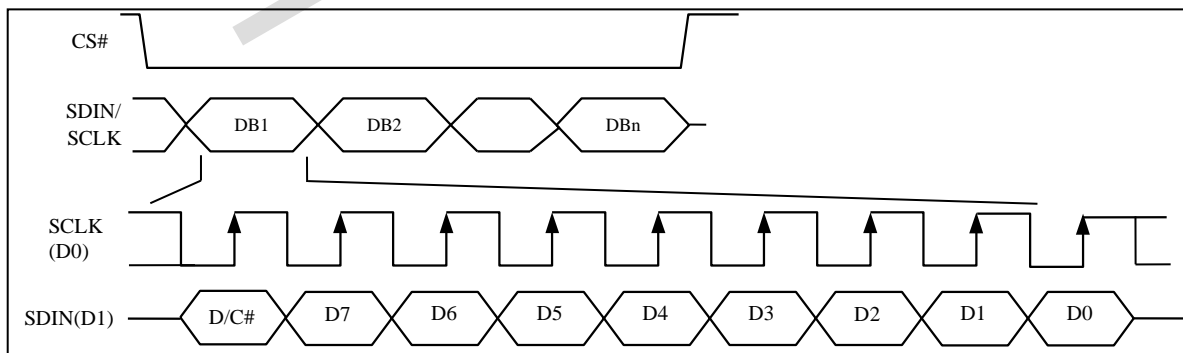 CS#
SDIN/
SCLK
DB1 DB2 DBn
SCLK
(D0)
SDIN(D1) D/C# D7 D6 D5 D4 D3 D2 D1 D0